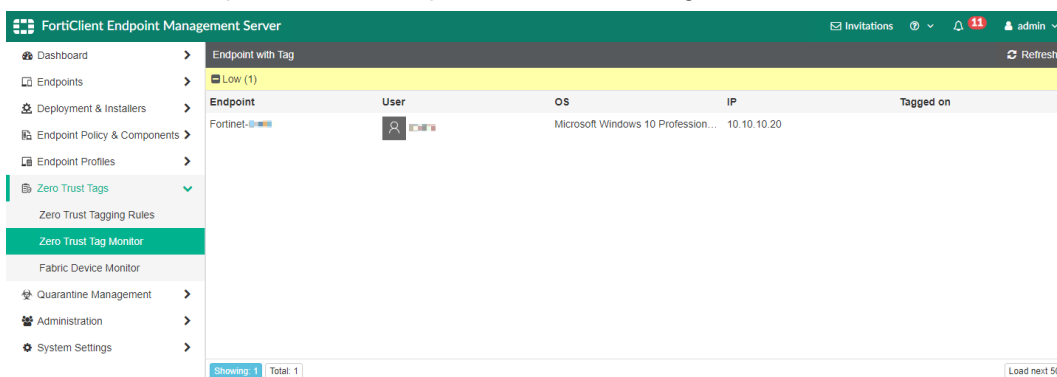 FortiClient Endpoint Management Server
Invitations
11
admin
Dashboard
Endpoints
Deployment & Installers
Endpoint Policy & Components
Endpoint Profiles
Zero Trust Tags
Zero Trust Tagging Rules
Zero Trust Tag Monitor
Fabric Device Monitor
Quarantine Management
Administration
System Settings
Endpoint with Tag
Refresh
Low (1)
Endpoint User OS IP Tagged on
Fortinet- Microsoft Windows 10 Profession... 10.10.10.20
Showing: 1 Total: 1
Load next 50